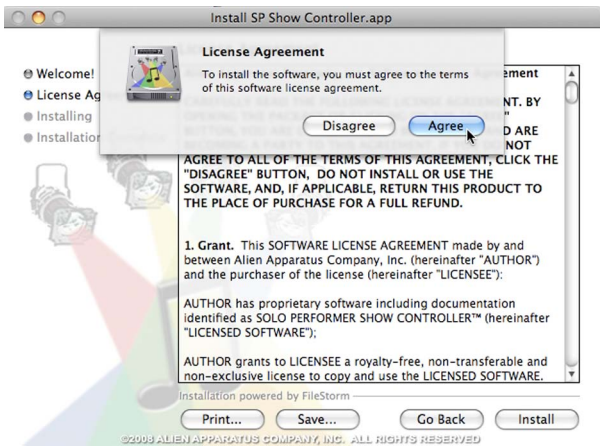 Install SP Show Controller.app
License Agreement
To install the software, you must agree to the terms
of this software license agreement.
Disagree
Agree
Welcome!
License Ag
Installing
Installation
ement
NT. BY
BUTTON, YOU ARE
D ARE
NOT
AGREE TO ALL OF THE TERMS OF THIS AGREEMENT, CLICK THE
"DISAGREE" BUTTON, DO NOT INSTALL OR USE THE
SOFTWARE, AND, IF APPLICABLE, RETURN THIS PRODUCT TO
THE PLACE OF PURCHASE FOR A FULL REFUND.
1. Grant. This SOFTWARE LICENSE AGREEMENT made by and
between Alien Apparatus Company, Inc. (hereinafter "AUTHOR")
and the purchaser of the license (hereinafter "LICENSEE"):
AUTHOR has proprietary software including documentation
identified as SOLO PERFORMER SHOW CONTROLLER™ (hereinafter
"LICENSED SOFTWARE");
AUTHOR grants to LICENSEE a royalty-free, non-transferable and
non-exclusive license to copy and use the LICENSED SOFTWARE.
Installation powered by FileStorm
Print...
Save...
Go Back
Install
©2008 ALIEN APPARATUS COMPANY, INC. ALL RIGHTS RESERVED